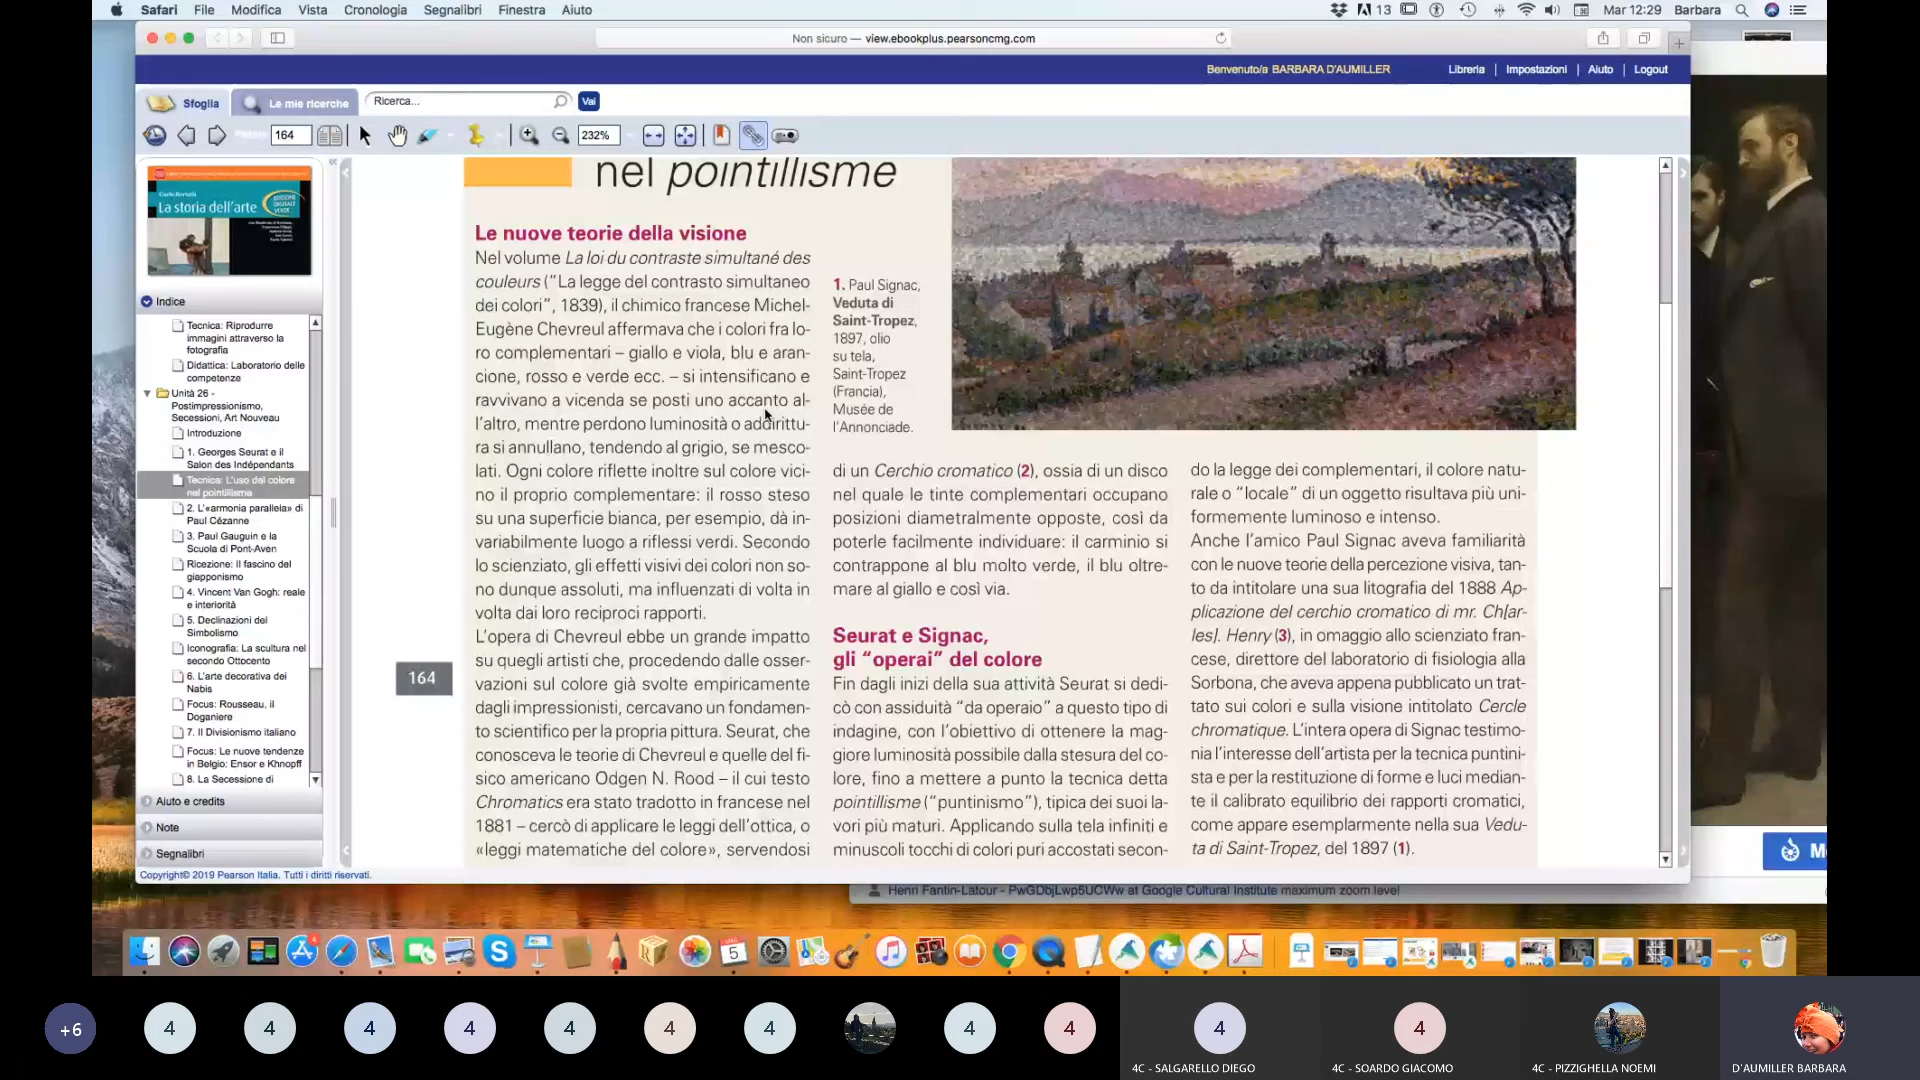 Safari File Modifica Vista Cronologia Segnalibri Finestra Aiuto
13 Mar 12:29 Barbara
Non sicuro — view.ebookplus.pearsoncmg.com
Benvenuto/a BARBARA D'AUMILLER
Libreria | Impostazioni | Aiuto | Logout
Sfoglia
Le mie ricerche
Ricerca...
Vai
164
232%
Carlo Bertelli
La storia dell'arte
EDIZIONE DIGITALE VERDE
Indice
Tecnica: Riprodurre
immagini attraverso la
fotografia
Didattica: Laboratorio delle
competenze
Unità 26 -
Postimpressionismo,
Secessioni, Art Nouveau
Introduzione
1. Georges Seurat e il
Salon des Indépendants
Tecnica: L'uso del colore
nel pointillisme
2. L'«armonia parallela» di
Paul Cézanne
3. Paul Gauguin e la
Scuola di Pont-Aven
Ricezione: Il fascino del
giapponismo
4. Vincent Van Gogh: reale
e interiorità
5. Declinazioni del
Simbolismo
Iconografia: La scultura nel
secondo Ottocento
6. L'arte decorativa dei
Nabis
Focus: Rousseau, il
Doganiere
7. Il Divisionismo italiano
Focus: Le nuove tendenze
in Belgio: Ensor e Khnopff
8. La Secessione di
Aiuto e credits
Note
Segnalibri
Copyright© 2019 Pearson Italia. Tutti i diritti riservati.
nel pointillisme
Le nuove teorie della visione
Nel volume La loi du contraste simultané des
couleurs (“La legge del contrasto simultaneo
dei colori”, 1839), il chimico francese Michel-
Eugène Chevreul affermava che i colori fra lo-
ro complementari – giallo e viola, blu e aran-
cione, rosso e verde ecc. – si intensificano e
ravvivano a vicenda se posti uno accanto al-
l'altro, mentre perdono luminosità o addirittu-
ra si annullano, tendendo al grigio, se mesco-
lati. Ogni colore riflette inoltre sul colore vici-
no il proprio complementare: il rosso steso
su una superficie bianca, per esempio, dà in-
variabilmente luogo a riflessi verdi. Secondo
lo scienziato, gli effetti visivi dei colori non so-
no dunque assoluti, ma influenzati di volta in
volta dai loro reciproci rapporti.
L'opera di Chevreul ebbe un grande impatto
su quegli artisti che, procedendo dalle osser-
vazioni sul colore già svolte empiricamente
dagli impressionisti, cercavano un fondamen-
to scientifico per la propria pittura. Seurat, che
conosceva le teorie di Chevreul e quelle del fi-
sico americano Odgen N. Rood – il cui testo
Chromatics era stato tradotto in francese nel
1881 – cercò di applicare le leggi dell'ottica, o
«leggi matematiche del colore», servendosi
164
1. Paul Signac,
Veduta di
Saint-Tropez,
1897, olio
su tela,
Saint-Tropez
(Francia),
Musée de
l'Annonciade.
di un Cerchio cromatico (2), ossia di un disco
nel quale le tinte complementari occupano
posizioni diametralmente opposte, così da
poterle facilmente individuare: il carminio si
contrappone al blu molto verde, il blu oltre-
mare al giallo e così via.
Seurat e Signac,
gli “operai” del colore
Fin dagli inizi della sua attività Seurat si dedi-
cò con assiduità “da operaio” a questo tipo di
indagine, con l'obiettivo di ottenere la mag-
giore luminosità possibile dalla stesura del co-
lore, fino a mettere a punto la tecnica detta
pointillisme (“puntinismo”), tipica dei suoi la-
vori più maturi. Applicando sulla tela infiniti e
minuscoli tocchi di colori puri accostati secon-
do la legge dei complementari, il colore natu-
rale o “locale” di un oggetto risultava più uni-
formemente luminoso e intenso.
Anche l'amico Paul Signac aveva familiarità
con le nuove teorie della percezione visiva, tan-
to da intitolare una sua litografia del 1888 Ap-
plicazione del cerchio cromatico di mr. Ch[ar-
les]. Henry (3), in omaggio allo scienziato fran-
cese, direttore del laboratorio di fisiologia alla
Sorbona, che aveva appena pubblicato un trat-
tato sui colori e sulla visione intitolato Cercle
chromatique. L'intera opera di Signac testimo-
nia l'interesse dell'artista per la tecnica puntini-
sta e per la restituzione di forme e luci median-
te il calibrato equilibrio dei rapporti cromatici,
come appare esemplarmente nella sua Vedu-
ta di Saint-Tropez, del 1897 (1).
M
Henri Fantin-Latour - PwGDbjLwp5UCWw at Google Cultural Institute maximum zoom level
4
5
+6
4
4
4
4
4
4
4
4
4
4
4
4C - SALGARELLO DIEGO
4C - SOARDO GIACOMO
4C - PIZZIGHELLA NOEMI
D'AUMILLER BARBARA